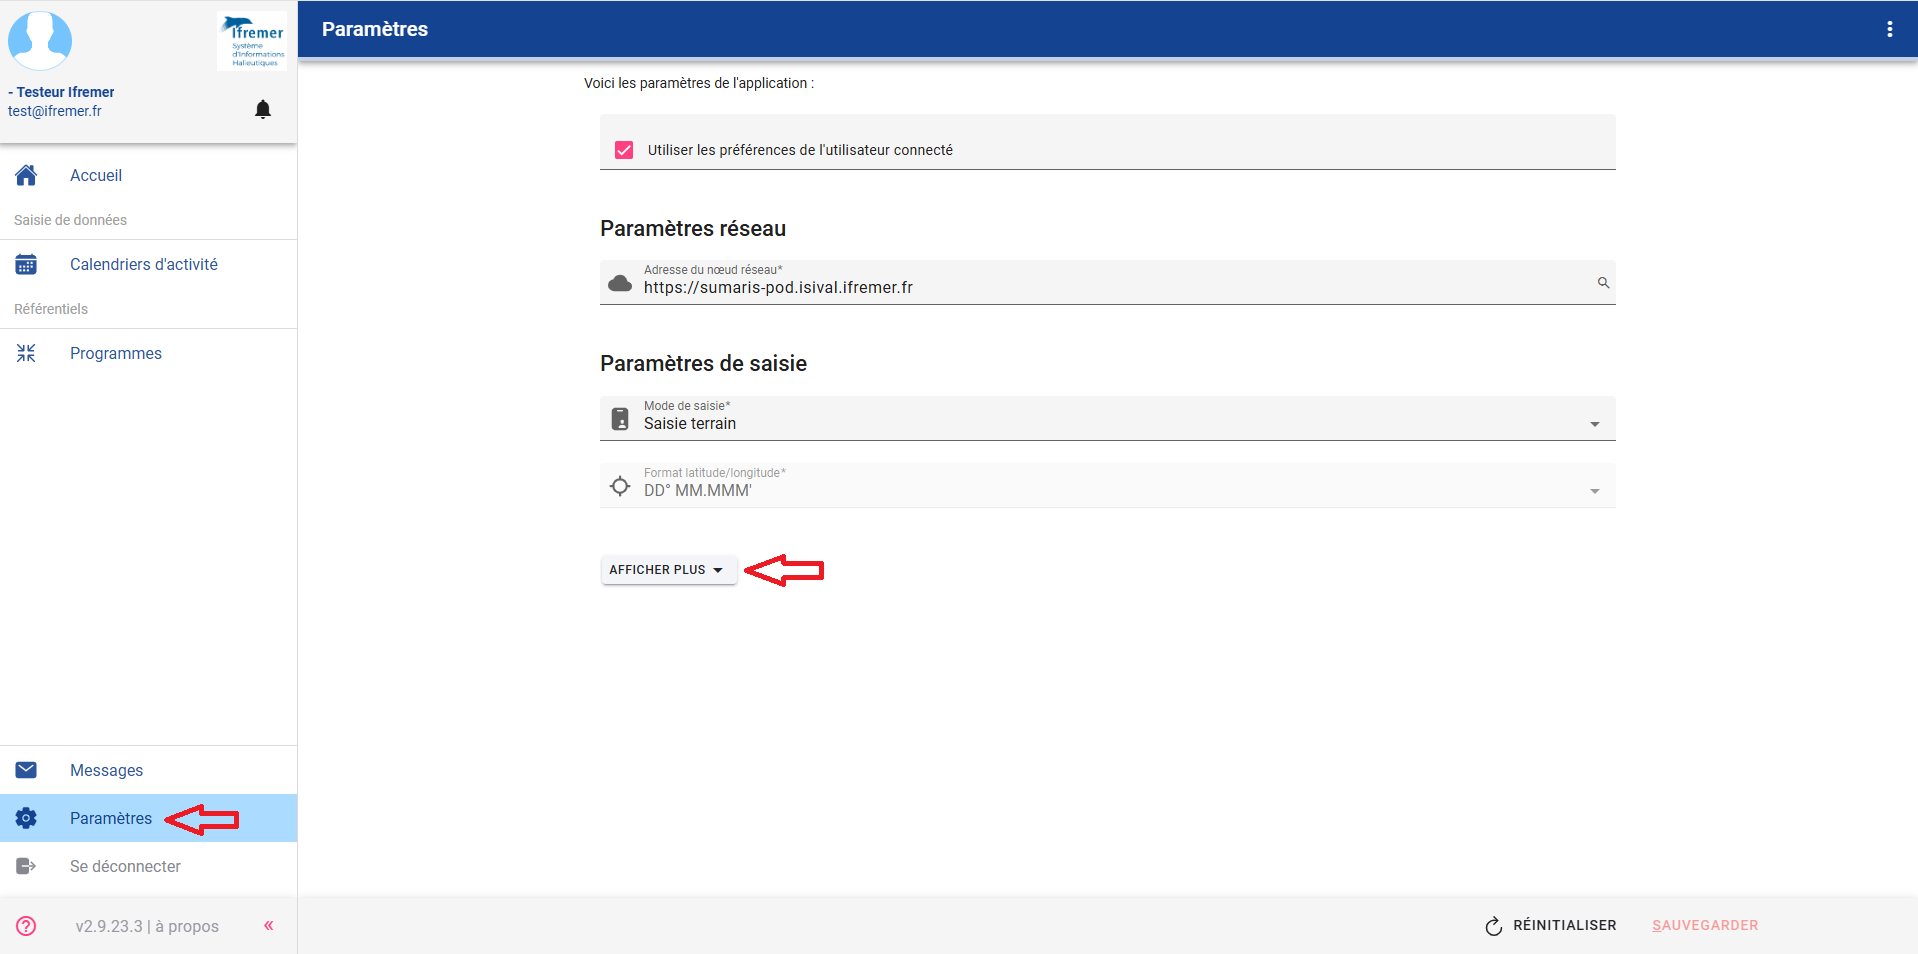 Ifremer
Système
d'Informations
Halieutiques
- Testeur Ifremer
test@ifremer.fr
Accueil
Saisie de données
Calendriers d'activité
Référentiels
Programmes
Messages
Paramètres
Se déconnecter
v2.9.23.3 | à propos
«
Paramètres
Voici les paramètres de l'application :
Utiliser les préférences de l'utilisateur connecté
Paramètres réseau
Adresse du nœud réseau*
https://sumaris-pod.isival.ifremer.fr
Paramètres de saisie
Mode de saisie*
Saisie terrain
Format latitude/longitude*
DD° MM.MMM'
AFFICHER PLUS
RÉINITIALISER
SAUVEGARDER